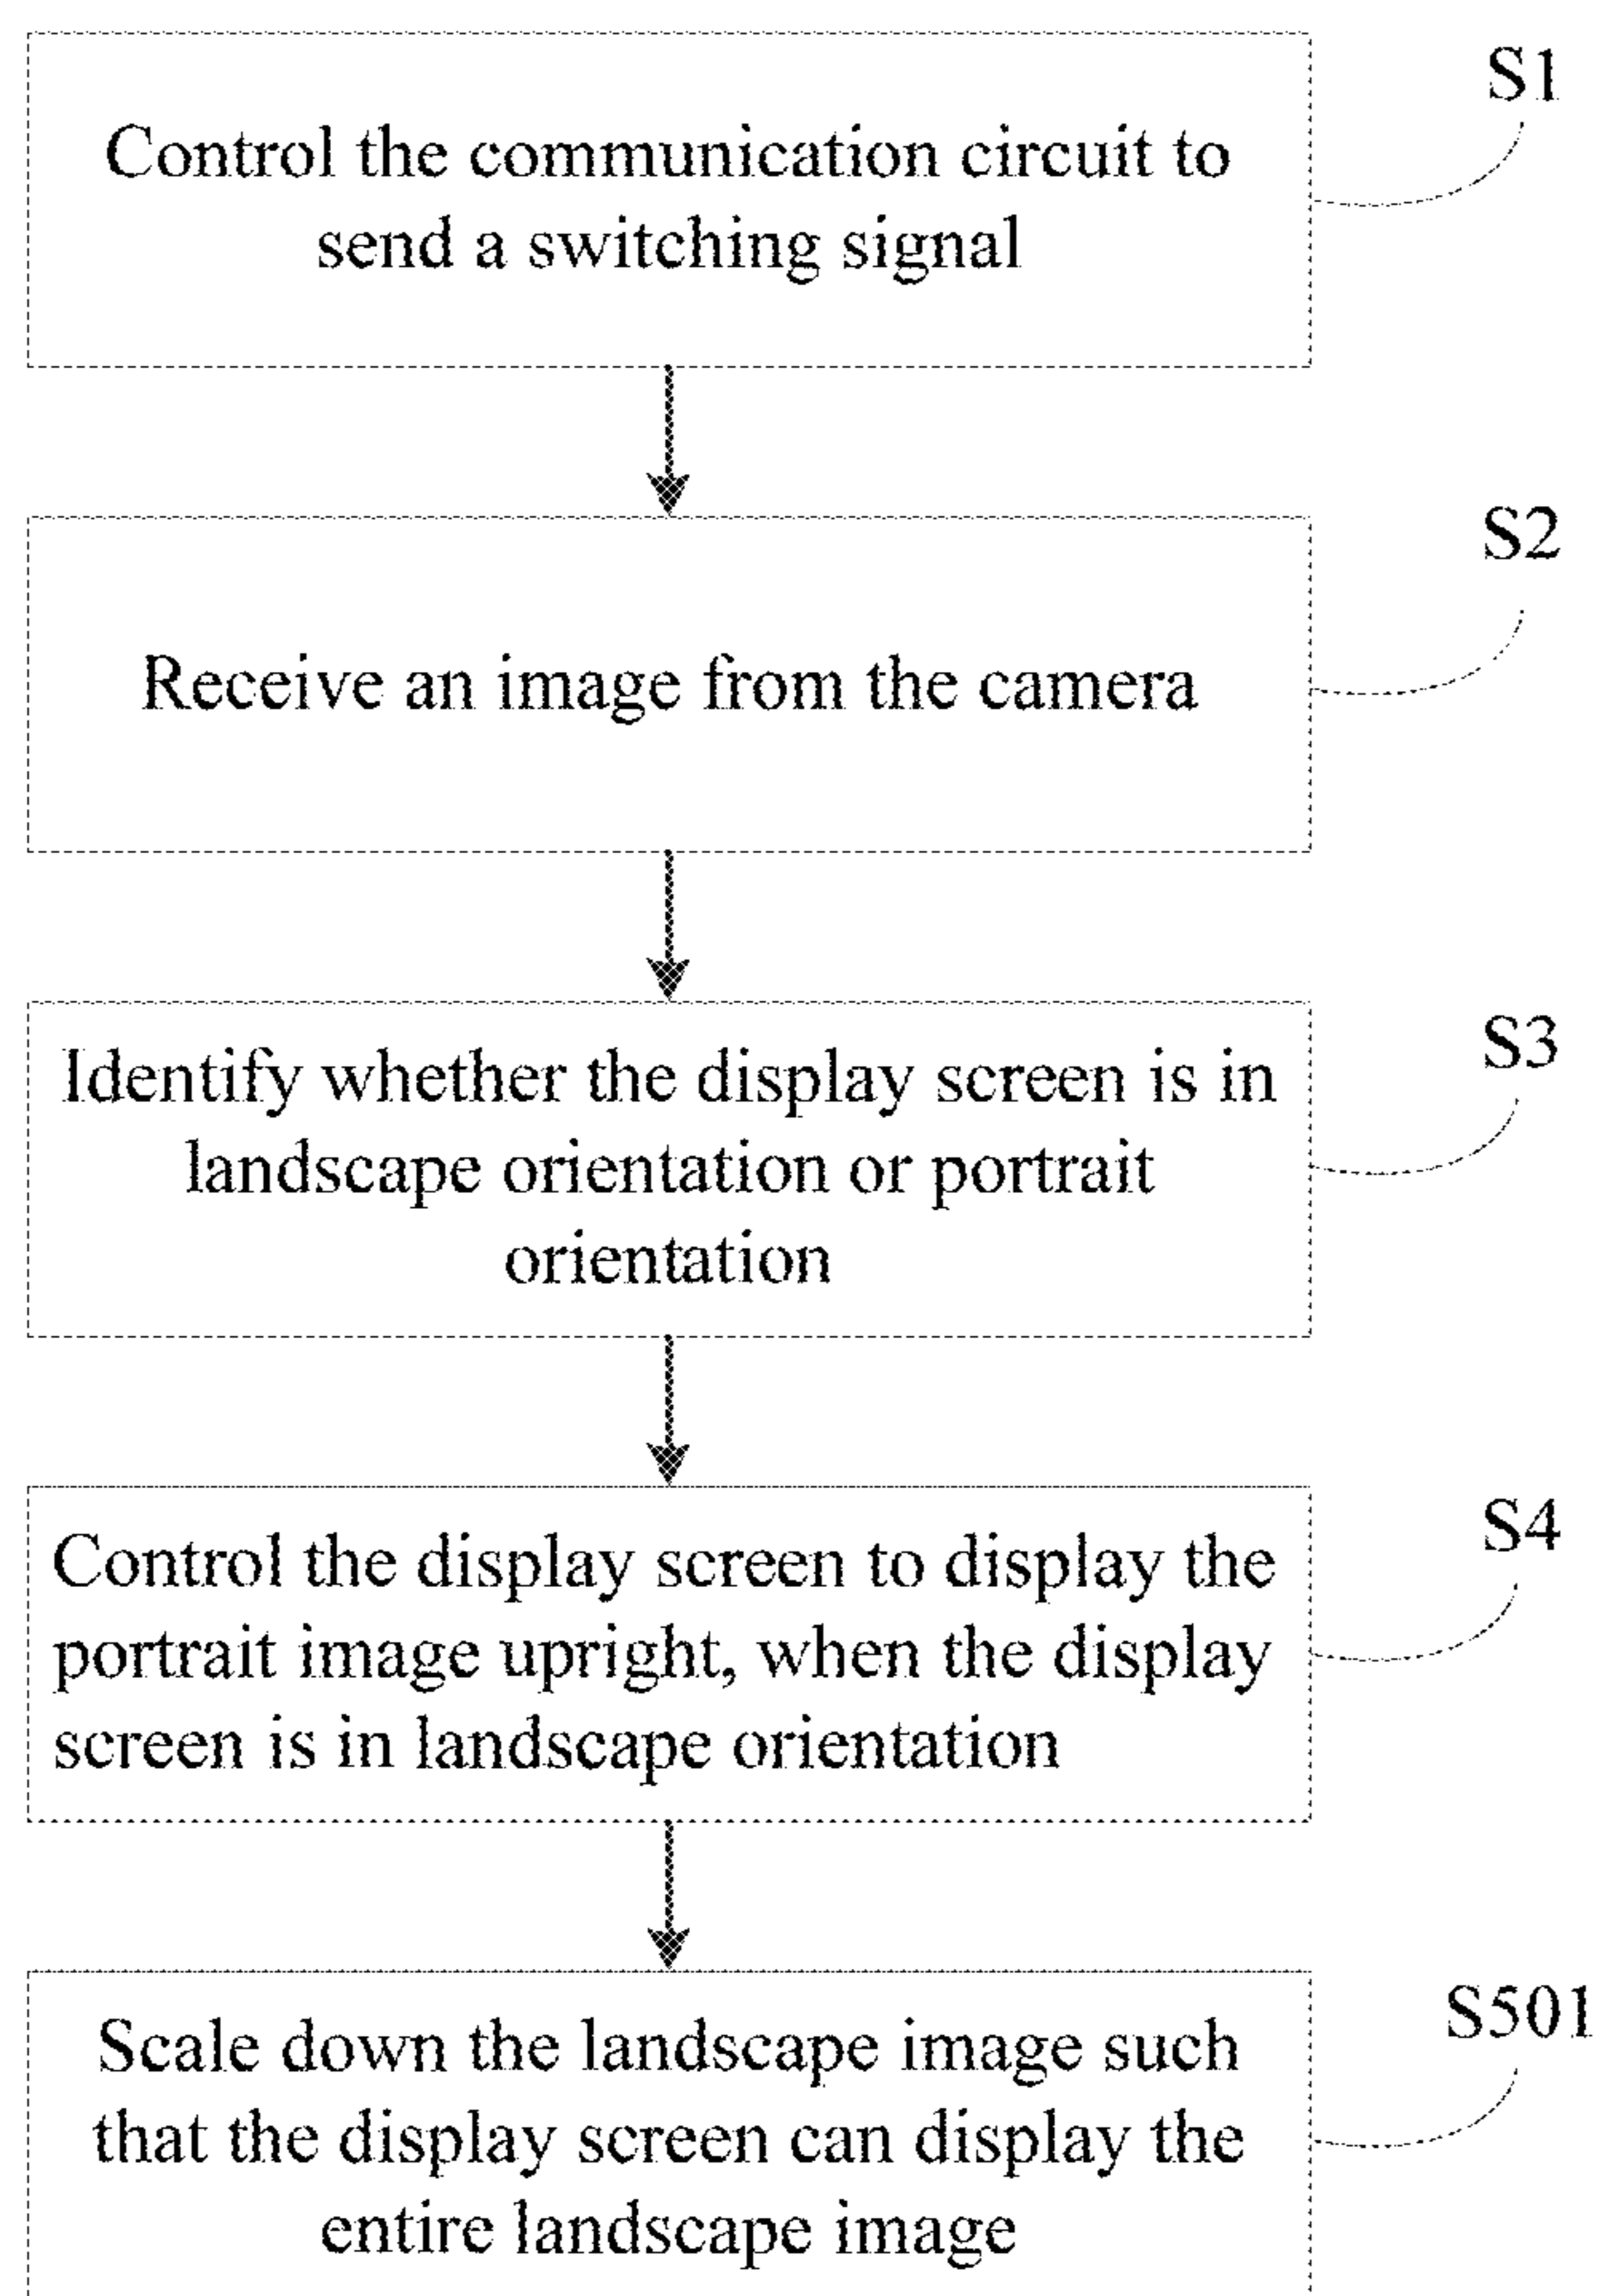 S1
Control the communication circuit to
send a switching signal
S2
Receive an image from the camera
S3
Identify whether the display screen is in
landscape orientation or portrait
orientation
S4
Control the display screen to display the
portrait image upright, when the display
screen is in landscape orientation
S501
Scale down the landscape image such
that the display screen can display the
entire landscape image